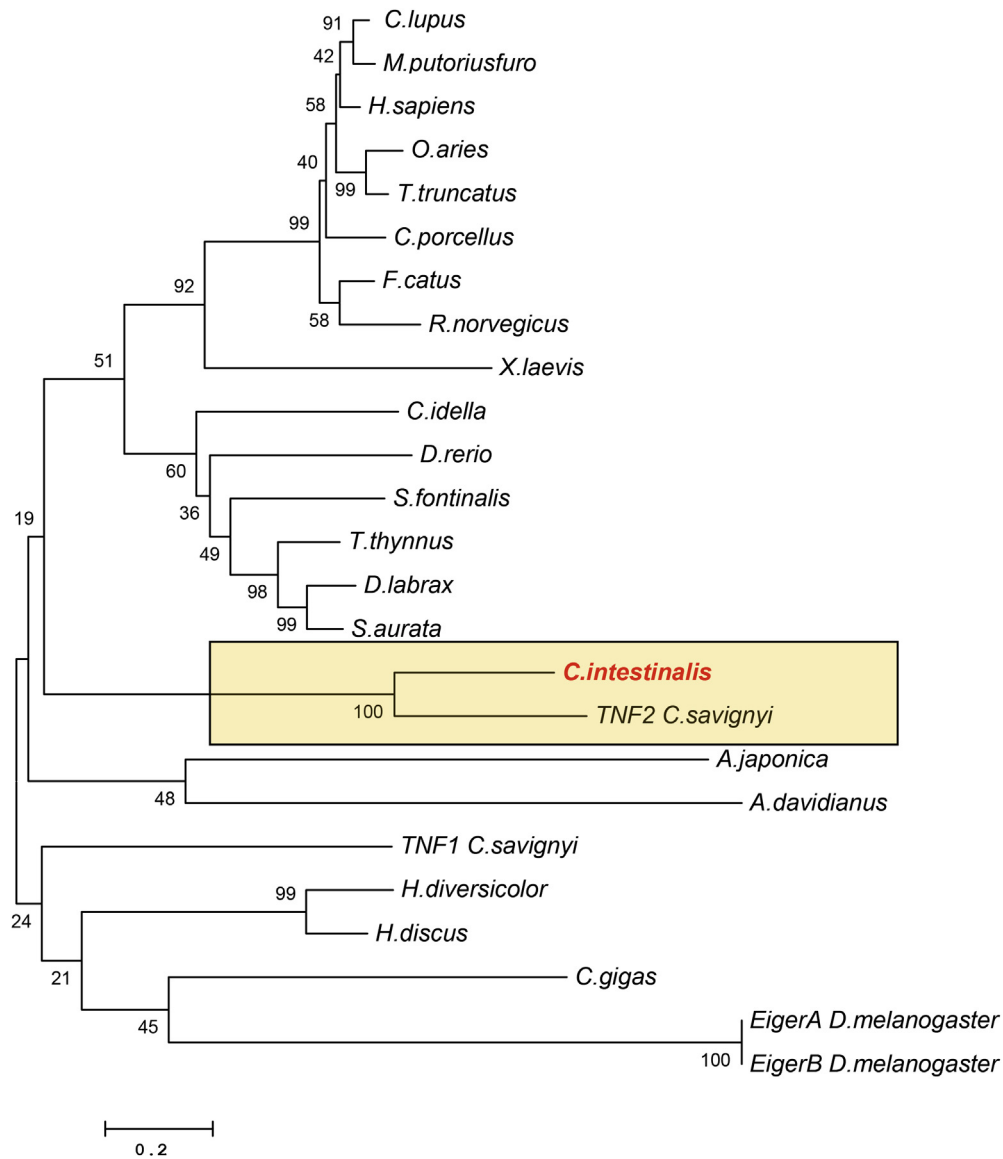 91
C.lupus
42
M.putoriusfuro
58
H.sapiens
O.aries
40
99
T.truncatus
99
C.porcellus
92
F.catus
58
R.norvegicus
51
X.laevis
C.idella
60
D.rerio
36
S.fontinalis
19
49
T.thynnus
98
D.labrax
99
S.aurata
C.intestinalis
100
TNF2 C.savignyi
A.japonica
48
A.davidianus
TNF1 C.savignyi
99
H.diversicolor
24
H.discus
21
C.gigas
45
EigerA D.melanogaster
100
EigerB D.melanogaster
0.2